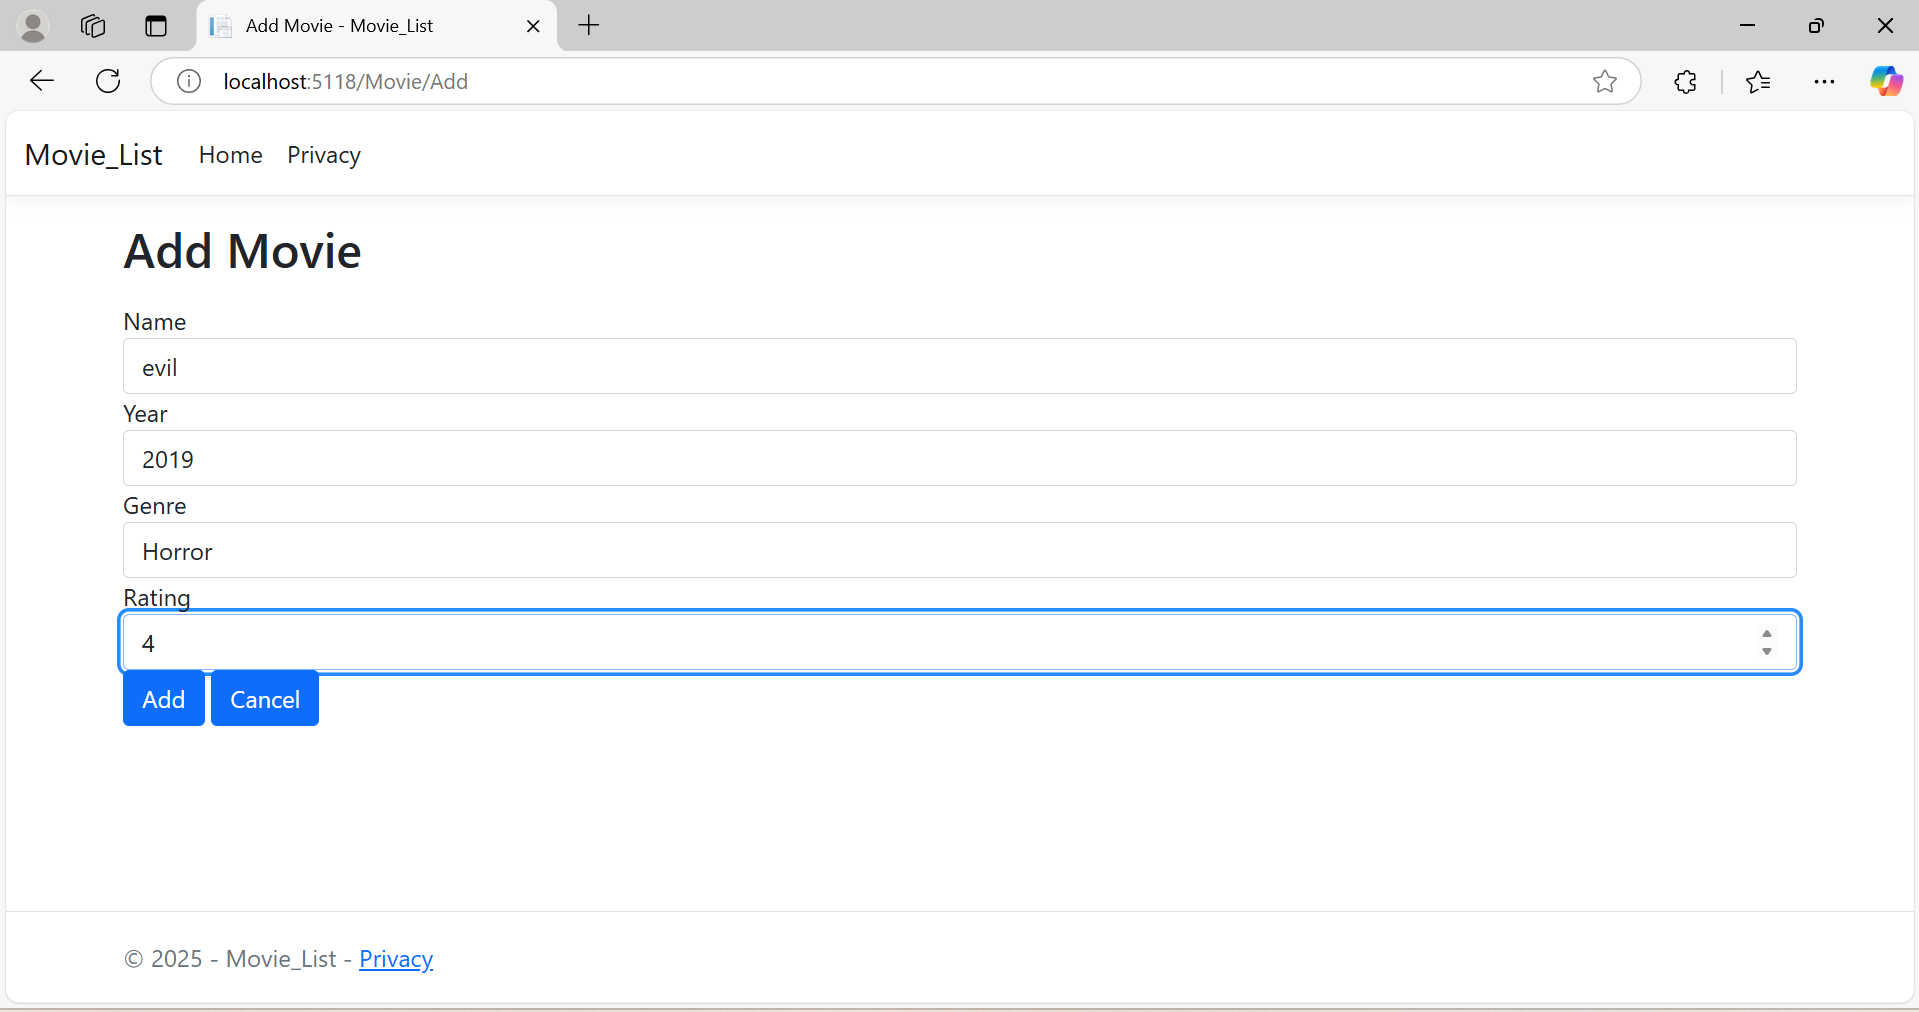 Add Movie - Movie_List
localhost:5118/Movie/Add
Movie_List Home Privacy
Add Movie
Name
evil
Year
2019
Genre
Horror
Rating
4
Add Cancel
© 2025 - Movie_List - Privacy